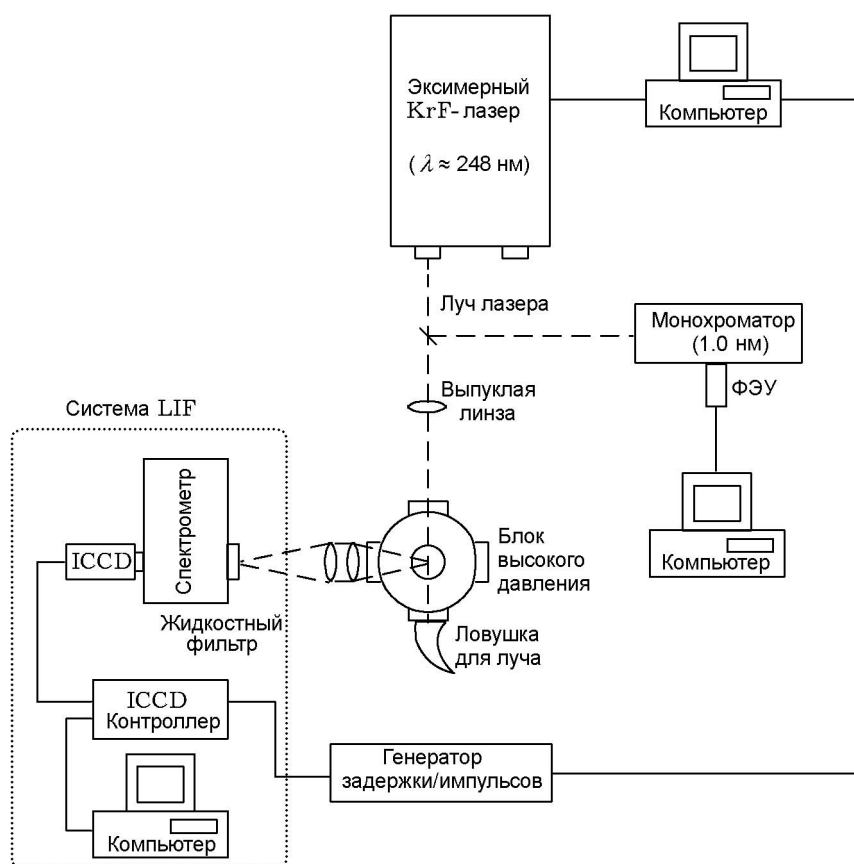 Эксимерный
KrF-лазер
(λ ≈ 248 нм)
Компьютер
Луч лазера
Монохроматор
(1.0 нм)
ФЭУ
Выпуклая
линза
Система LIF
Спектрометр
ICCD
Блок
высокого
давления
Компьютер
Жидкостный
фильтр
Ловушка
для луча
ICCD
Контроллер
Генератор
задержки/импульсов
Компьютер